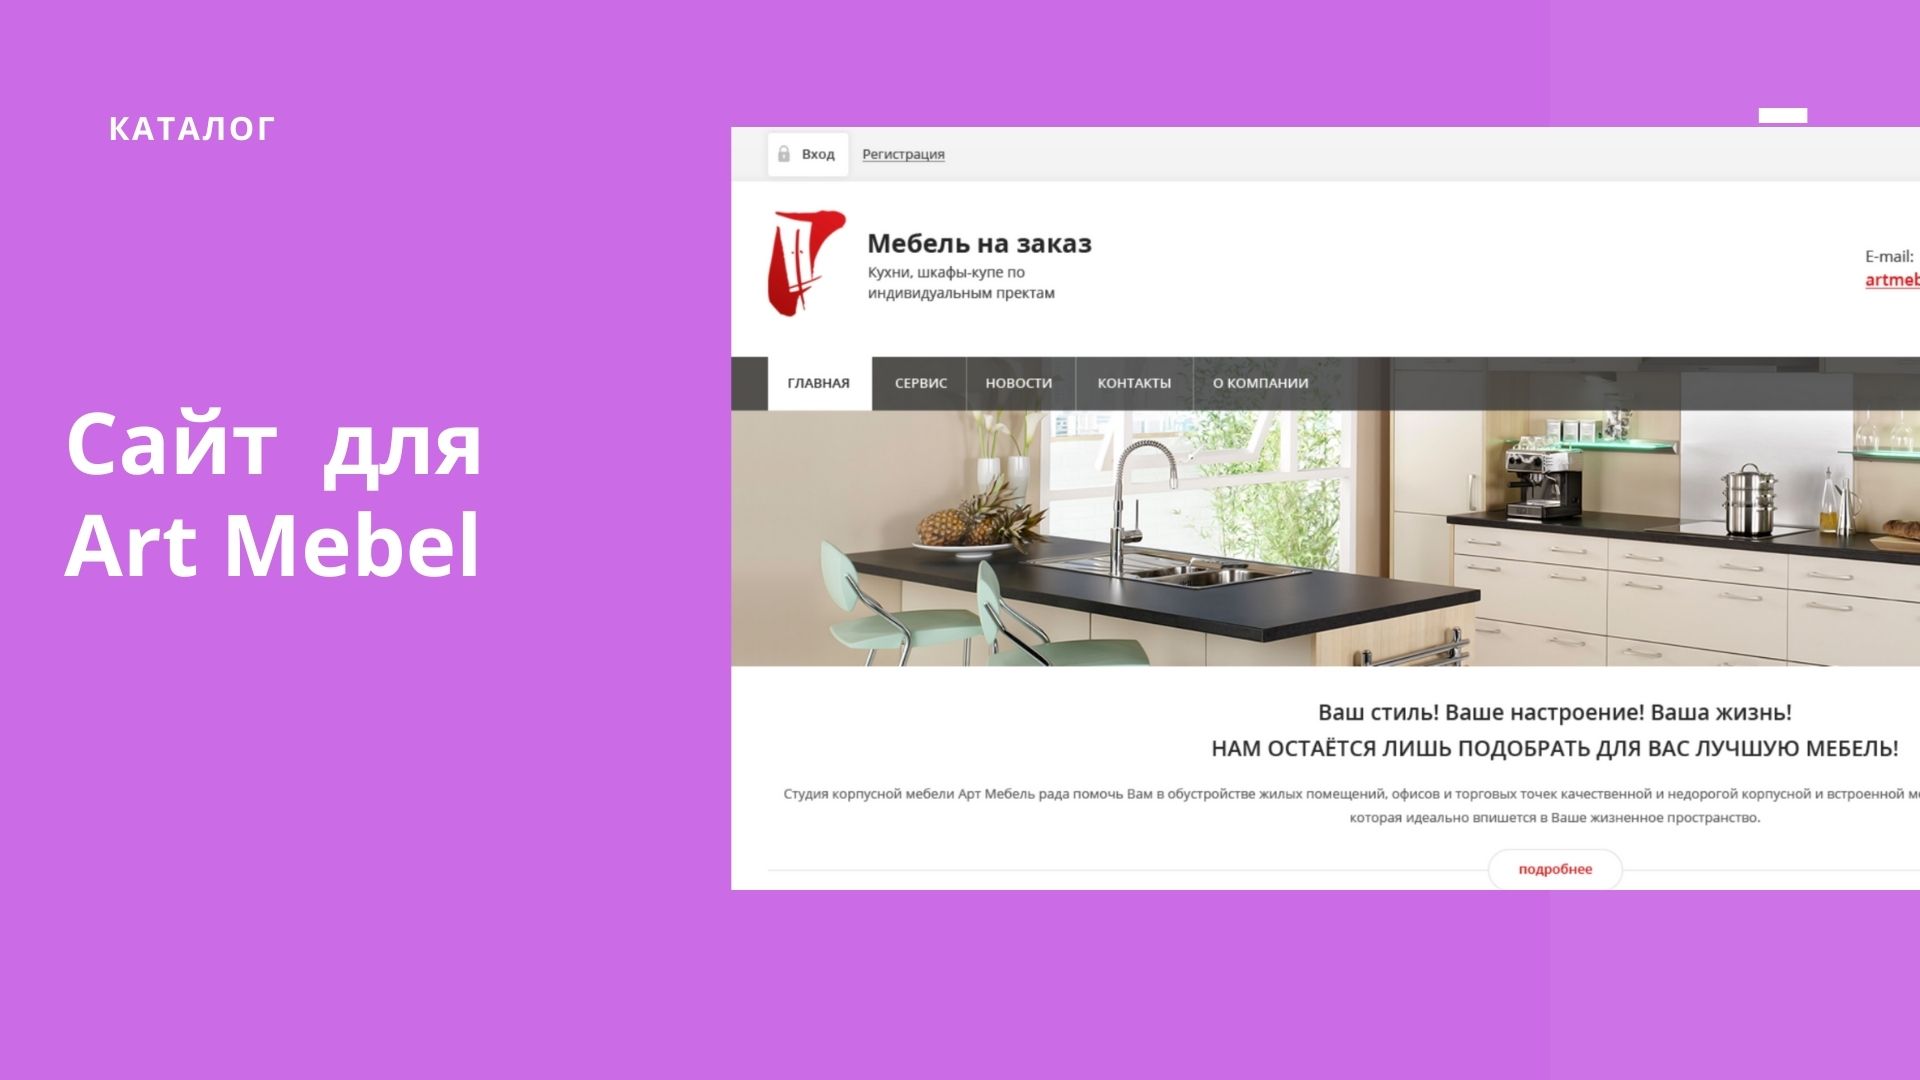 КАТАЛОГ
Сайт для
Art Mebel
Вход
Регистрация
Мебель на заказ
Кухни, шкафы-купе по
индивидуальным пректам
E-mail:
ГЛАВНАЯ
СЕРВИС
НОВОСТИ
КОНТАКТЫ
О КОМПАНИИ
Ваш стиль! Ваше настроение! Ваша жизнь!
НАМ ОСТАЁТСЯ ЛИШЬ ПОДОБРАТЬ ДЛЯ ВАС ЛУЧШУЮ МЕБЕЛЬ!
Студия корпусной мебели Арт Мебель рада помочь Вам в обустройстве жилых помещений, офисов и торговых точек качественной и недорогой корпусной и встроенной
которая идеально впишется в Ваше жизненное пространство.
подробнее